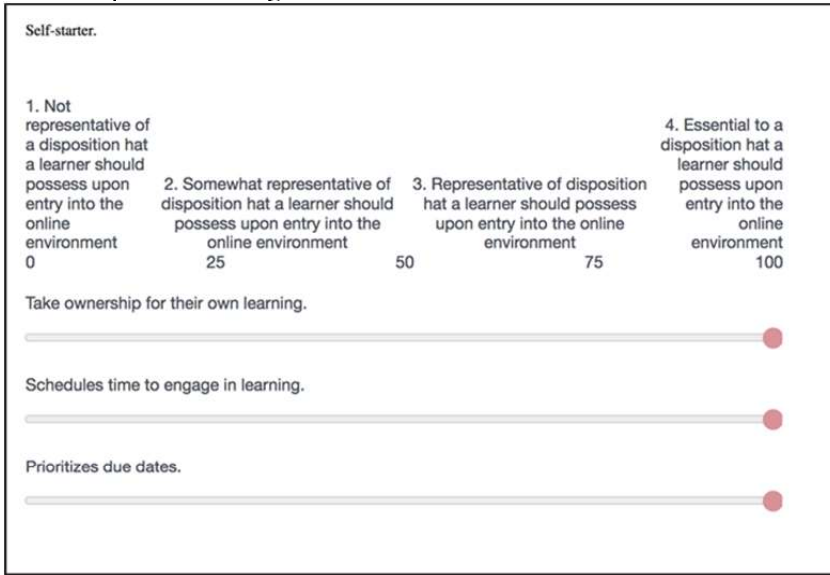 Self-starter.
1. Not
representative of
a disposition hat
a learner should
possess upon
entry into the
online
environment
2. Somewhat representative of
disposition hat a learner should
possess upon entry into the
online environment
3. Representative of disposition
hat a learner should possess
upon entry into the online
environment
4. Essential to a
disposition hat a
learner should
possess upon
entry into the
online
environment
0 25 50 75 100
Take ownership for their own learning.
Schedules time to engage in learning.
Prioritizes due dates.